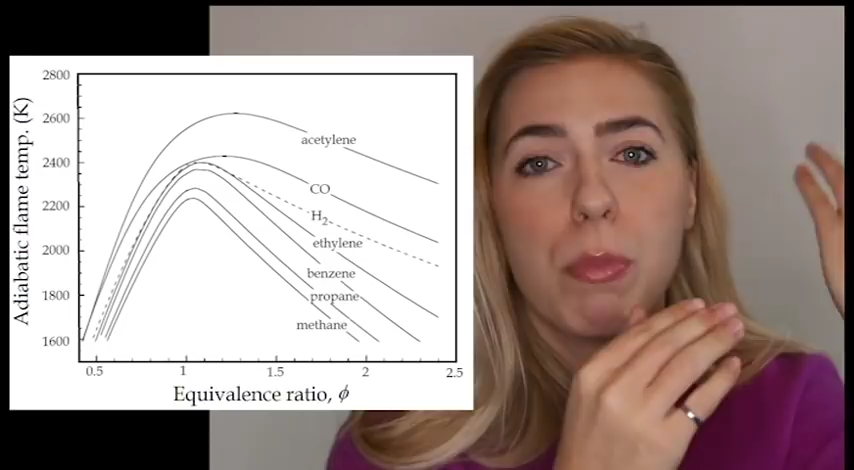 2800
2600
2400
2200
2000
1800
1600
Adiabatic flame temp. (K)
acetylene
CO
H₂
ethylene
benzene
propane
methane
0.5 1 1.5 2 2.5
Equivalence ratio, ϕ